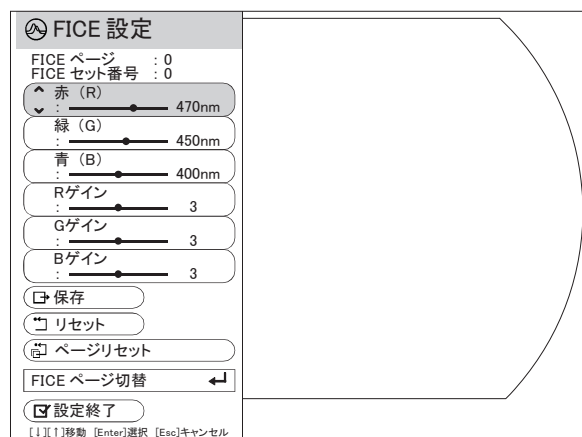 FICE 設定
FICE ページ : 0
FICE セット番号 : 0
赤（R）
: 470nm
緑（G）
: 450nm
青（B）
: 400nm
Rゲイン
: 3
Gゲイン
: 3
Bゲイン
: 3
保存
リセット
ページリセット
FICE ページ切替
設定終了
[↓][↑]移動 [Enter]選択 [Esc]キャンセル